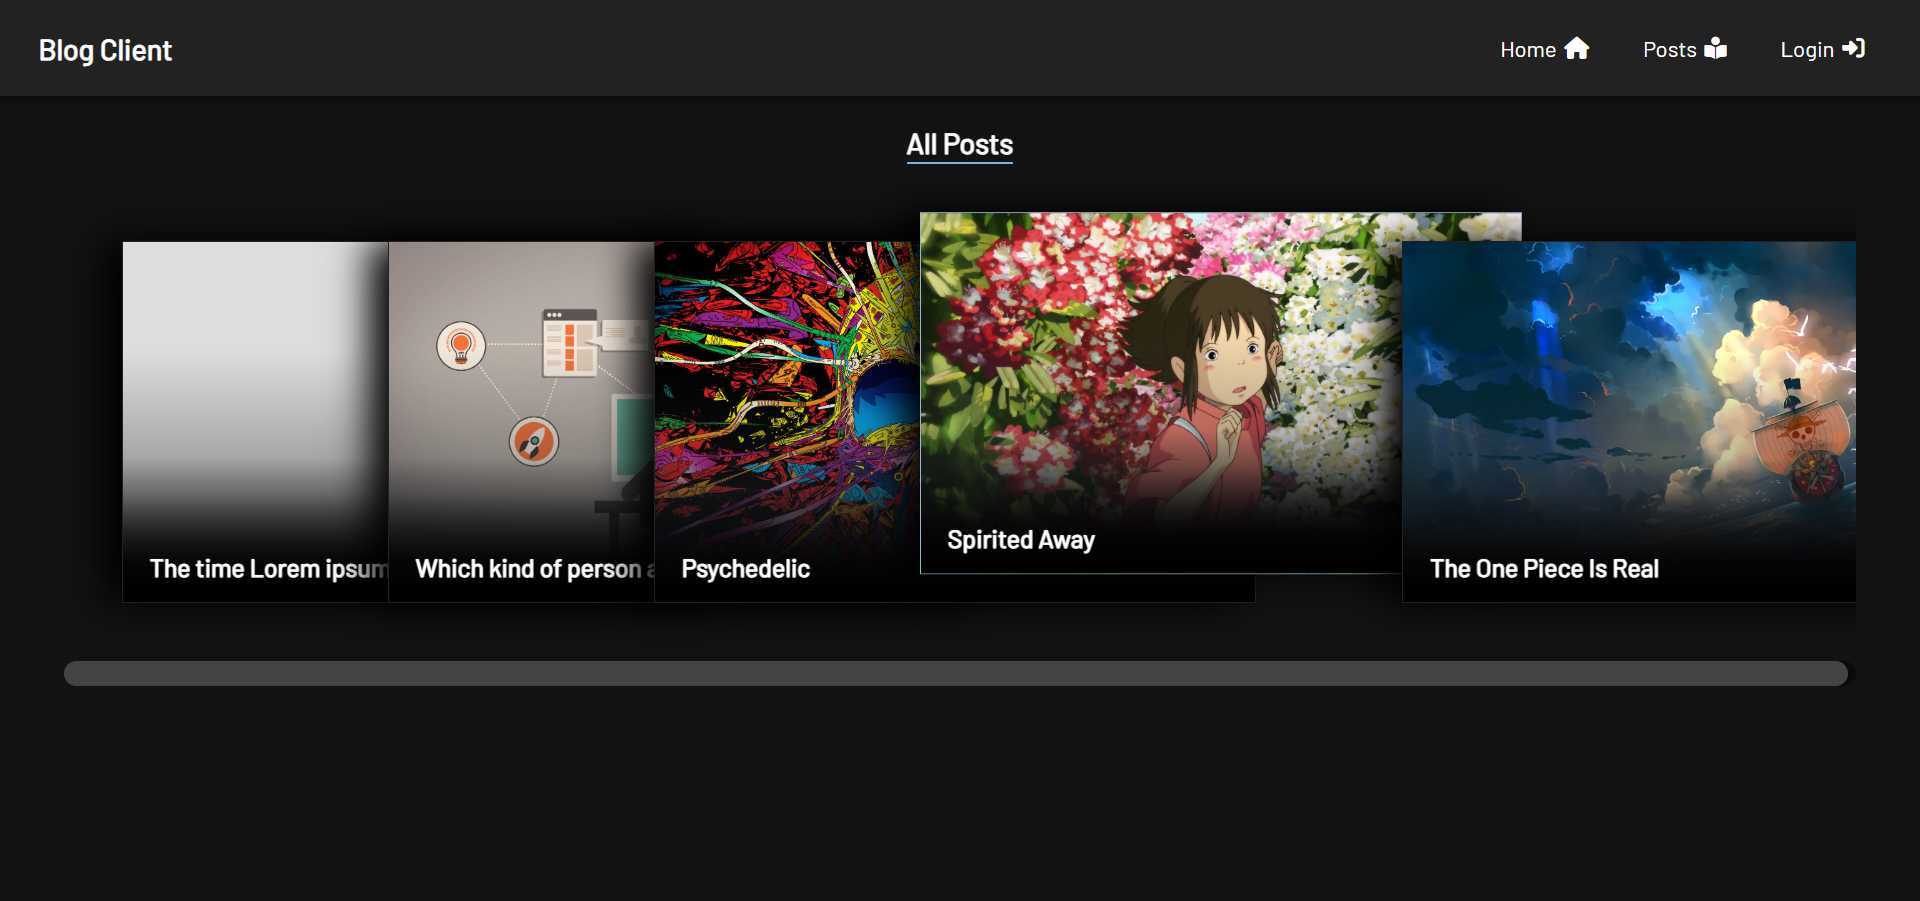 Blog Client
Home
Posts
Login
All Posts
The time Lorem ipsum
Which kind of person
Psychedelic
Spirited Away
The One Piece Is Real